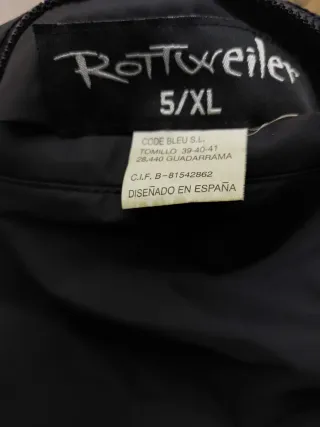 Rottweiler
5/XL
CODE BLEU S.L.
TOMILLO 39-40-41
28.440 GUADARRAMA
C.I.F. B-81542862
DISEÑADO EN ESPAÑA